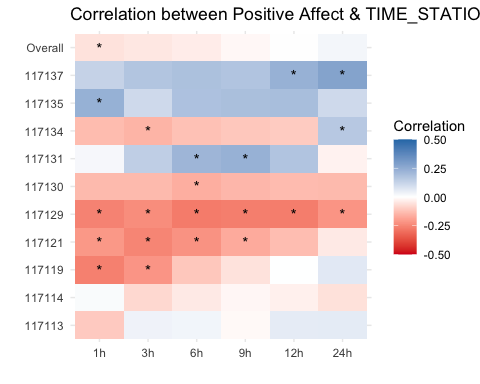 Correlation between Positive Affect & TIME_STATIO
Overall *
117137 * *
117135 *
117134 * *
117131 * *
117130 *
117129 * * * * * *
117121 * * * *
117119 * *
117114
117113
1h 3h 6h 9h 12h 24h
Correlation
0.50
0.25
0.00
-0.25
-0.50